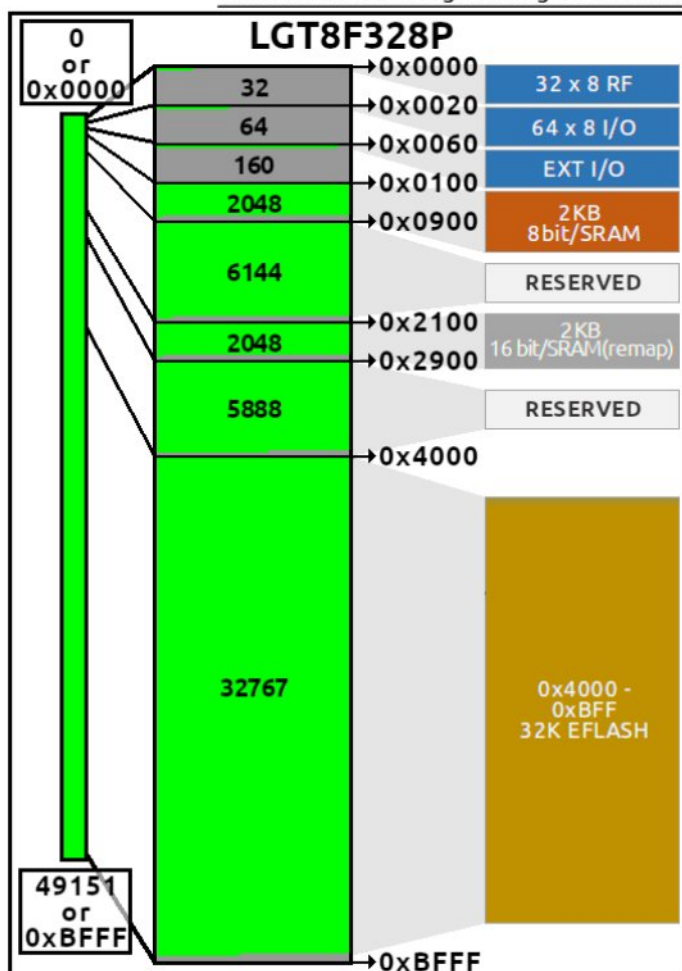 LGT8F328P
0
or
0x0000
32
64
160
2048
6144
2048
5888
32767
49151
or
0xBFFF
0x0000
0x0020
0x0060
0x0100
0x0900
0x2100
0x2900
0x4000
0xBFFF
32 x 8 RF
64 x 8 I/O
EXT I/O
2KB
8bit/SRAM
RESERVED
2KB
16 bit/SRAM(remap)
RESERVED
0x4000 -
0xBFF
32K EFLASH